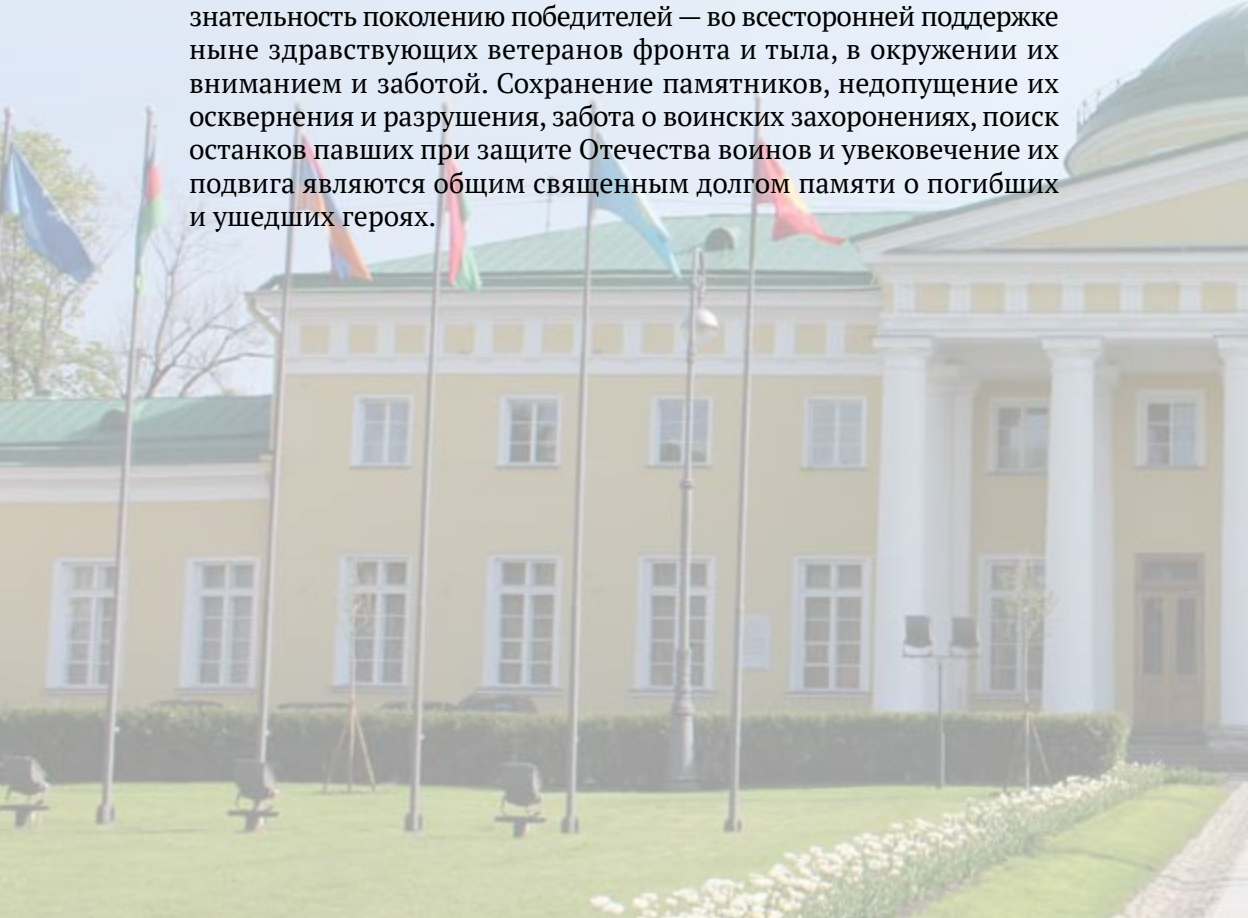 знательность поколению победителей — во всесторонней поддержке
ныне здравствующих ветеранов фронта и тыла, в окружении их
вниманием и заботой. Сохранение памятников, недопущение их
осквернения и разрушения, забота о воинских захоронениях, поиск
останков павших при защите Отечества воинов и увековечение их
подвига являются общим священным долгом памяти о погибших
и ушедших героях.